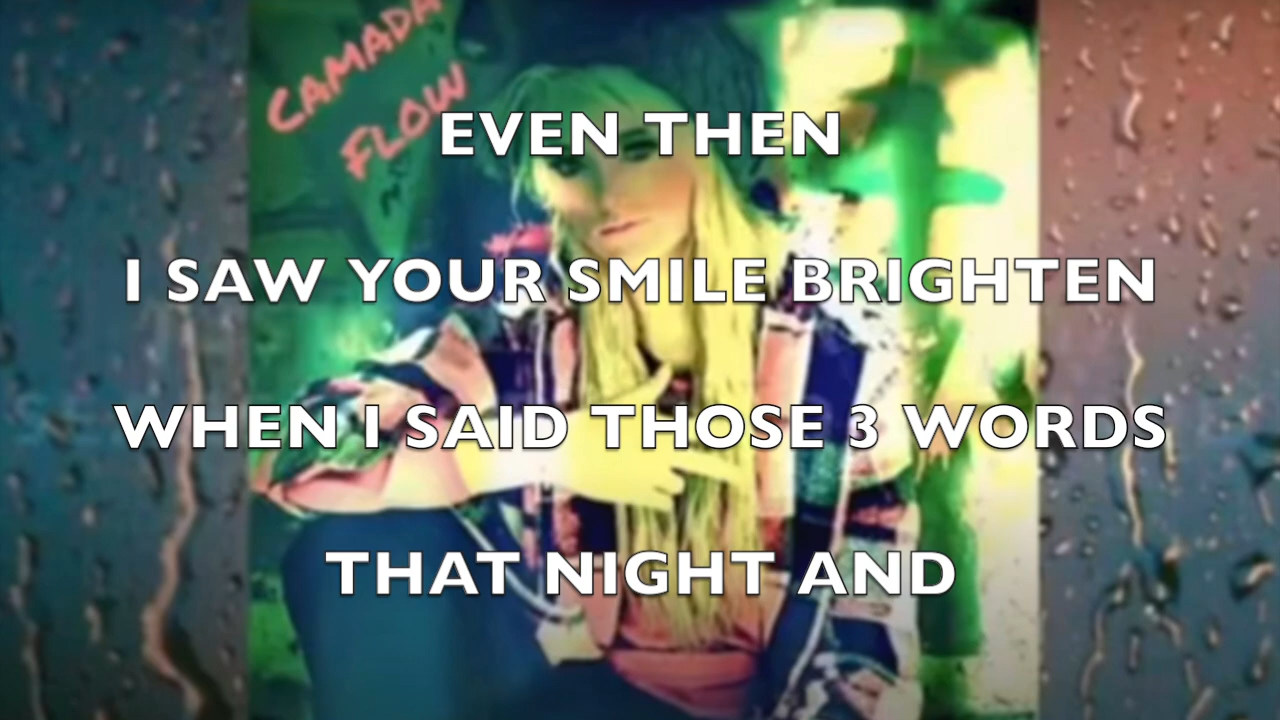 CAMADA
FLOW
EVEN THEN
I SAW YOUR SMILE BRIGHTEN
WHEN I SAID THOSE 3 WORDS
THAT NIGHT AND